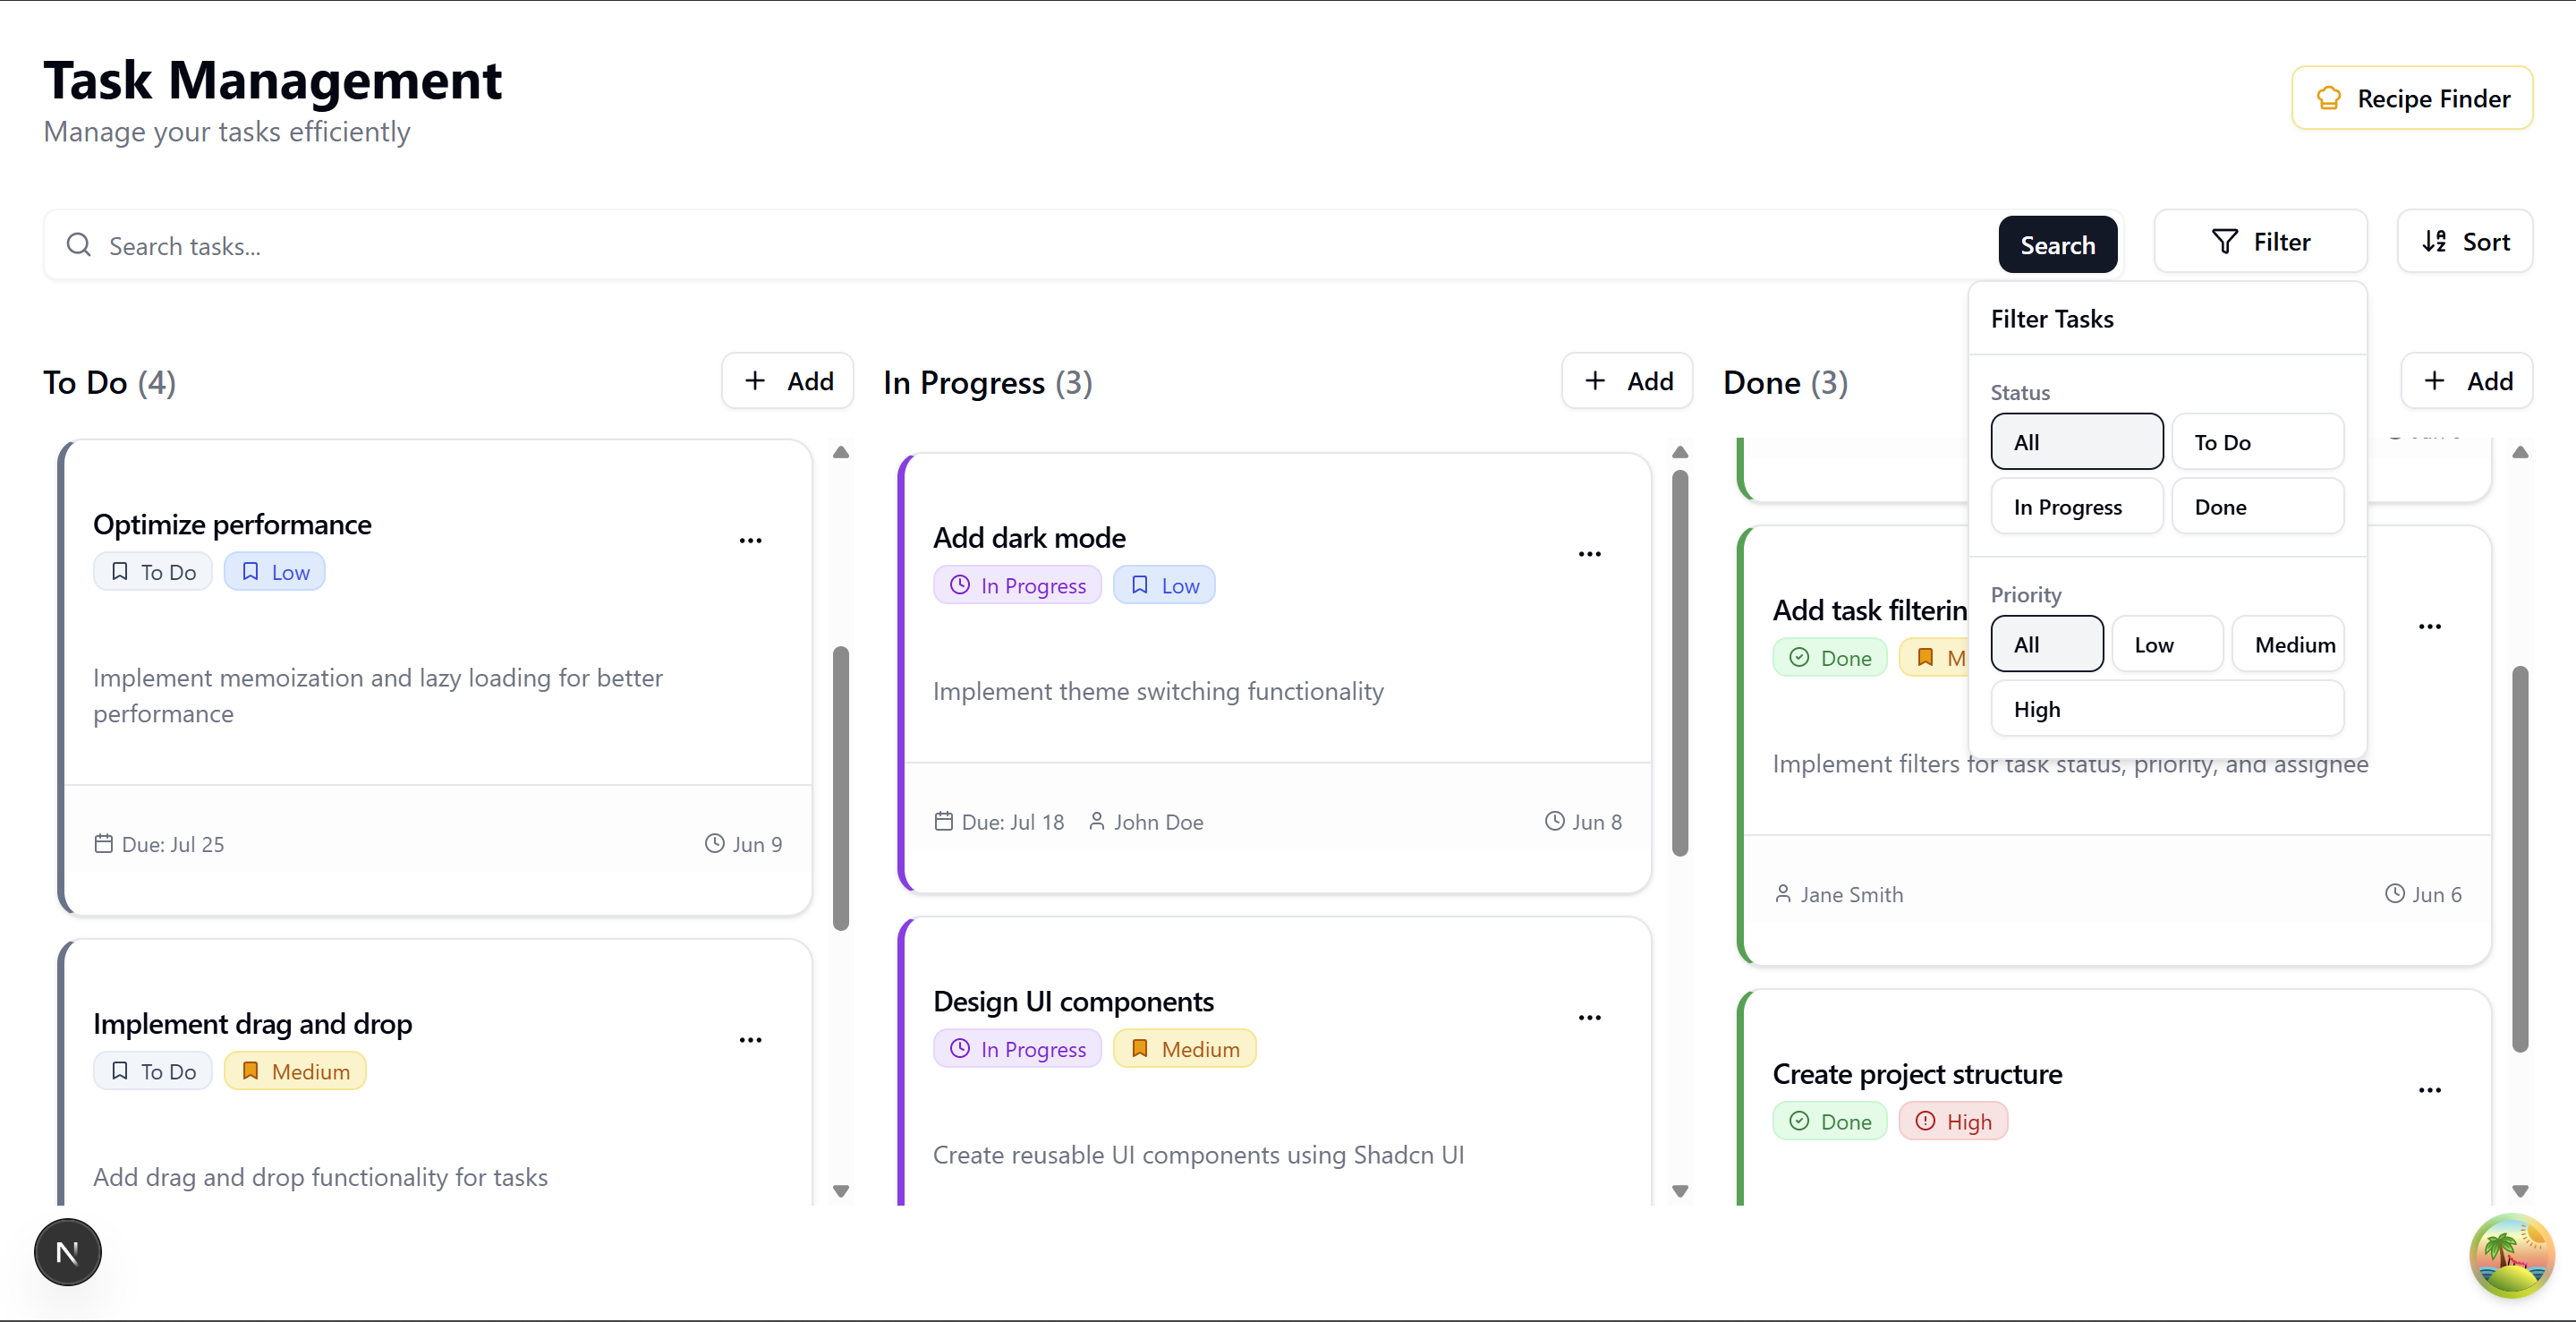 Task Management
Manage your tasks efficiently
Recipe Finder
Search tasks...
Search
Filter
Sort
Filter Tasks
Status
All
To Do
In Progress
Done
Priority
All
Low
Medium
High
To Do (4)
Add
In Progress (3)
Add
Done (3)
Add
Optimize performance
To Do
Low
Implement memoization and lazy loading for better
performance
Due: Jul 25
Jun 9
Implement drag and drop
To Do
Medium
Add drag and drop functionality for tasks
Add dark mode
In Progress
Low
Implement theme switching functionality
Due: Jul 18
John Doe
Jun 8
Design UI components
In Progress
Medium
Create reusable UI components using Shadcn UI
Add task filterin
Done
M
Implement filters for task status, priority, and assignee
Jane Smith
Jun 6
Create project structure
Done
High
N